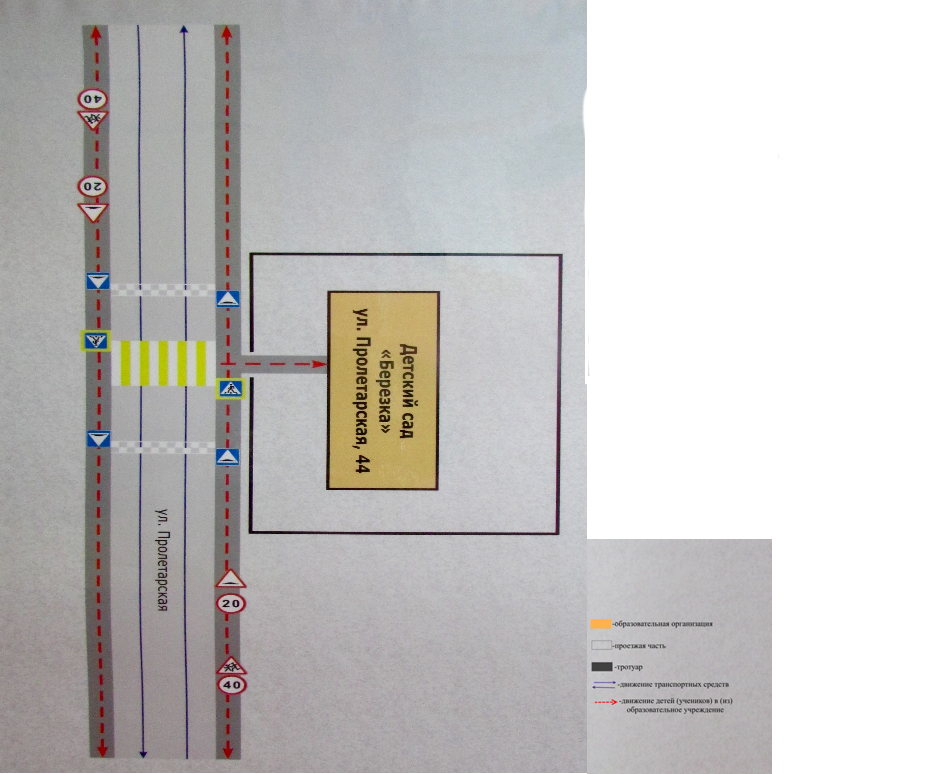 40
20
Детский сад
«Березка»
ул. Пролетарская, 44
ул. Пролетарская
20
40
-образовательная организация
-проезжая часть
-тротуар
-движение транспортных средств
-движение детей (учеников) в (из)
образовательное учреждение